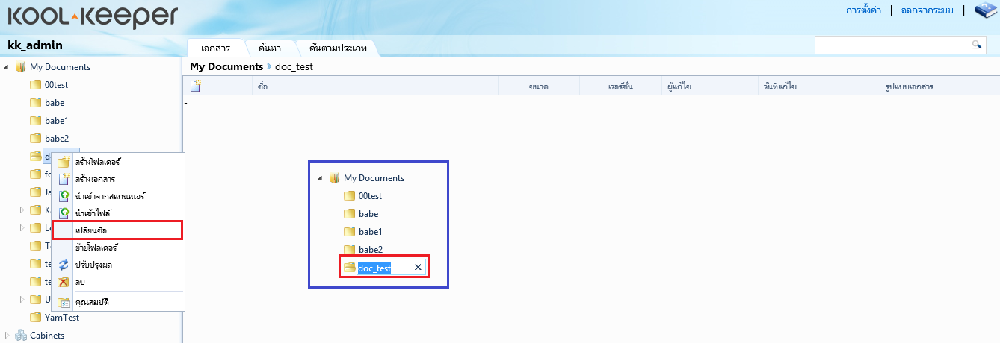 KOOL-KEEPER
การตั้งค่า | ออกจากระบบ |
kk_admin
เอกสาร
ค้นหา
ค้นตามประเภท
My Documents
00test
babe
babe1
babe2
YamTest
Cabinets
สร้างโฟลเดอร์
สร้างเอกสาร
นำเข้าจากสแกนเนอร์
นำเข้าไฟล์
เปลี่ยนชื่อ
ย้ายโฟลเดอร์
ปรับปรุงผล
ลบ
คุณสมบัติ
My Documents doc_test
ชื่อ ขนาด เวอร์ชั่น ผู้แก้ไข วันที่แก้ไข รูปแบบเอกสาร
-
My Documents
00test
babe
babe1
babe2
doc_test